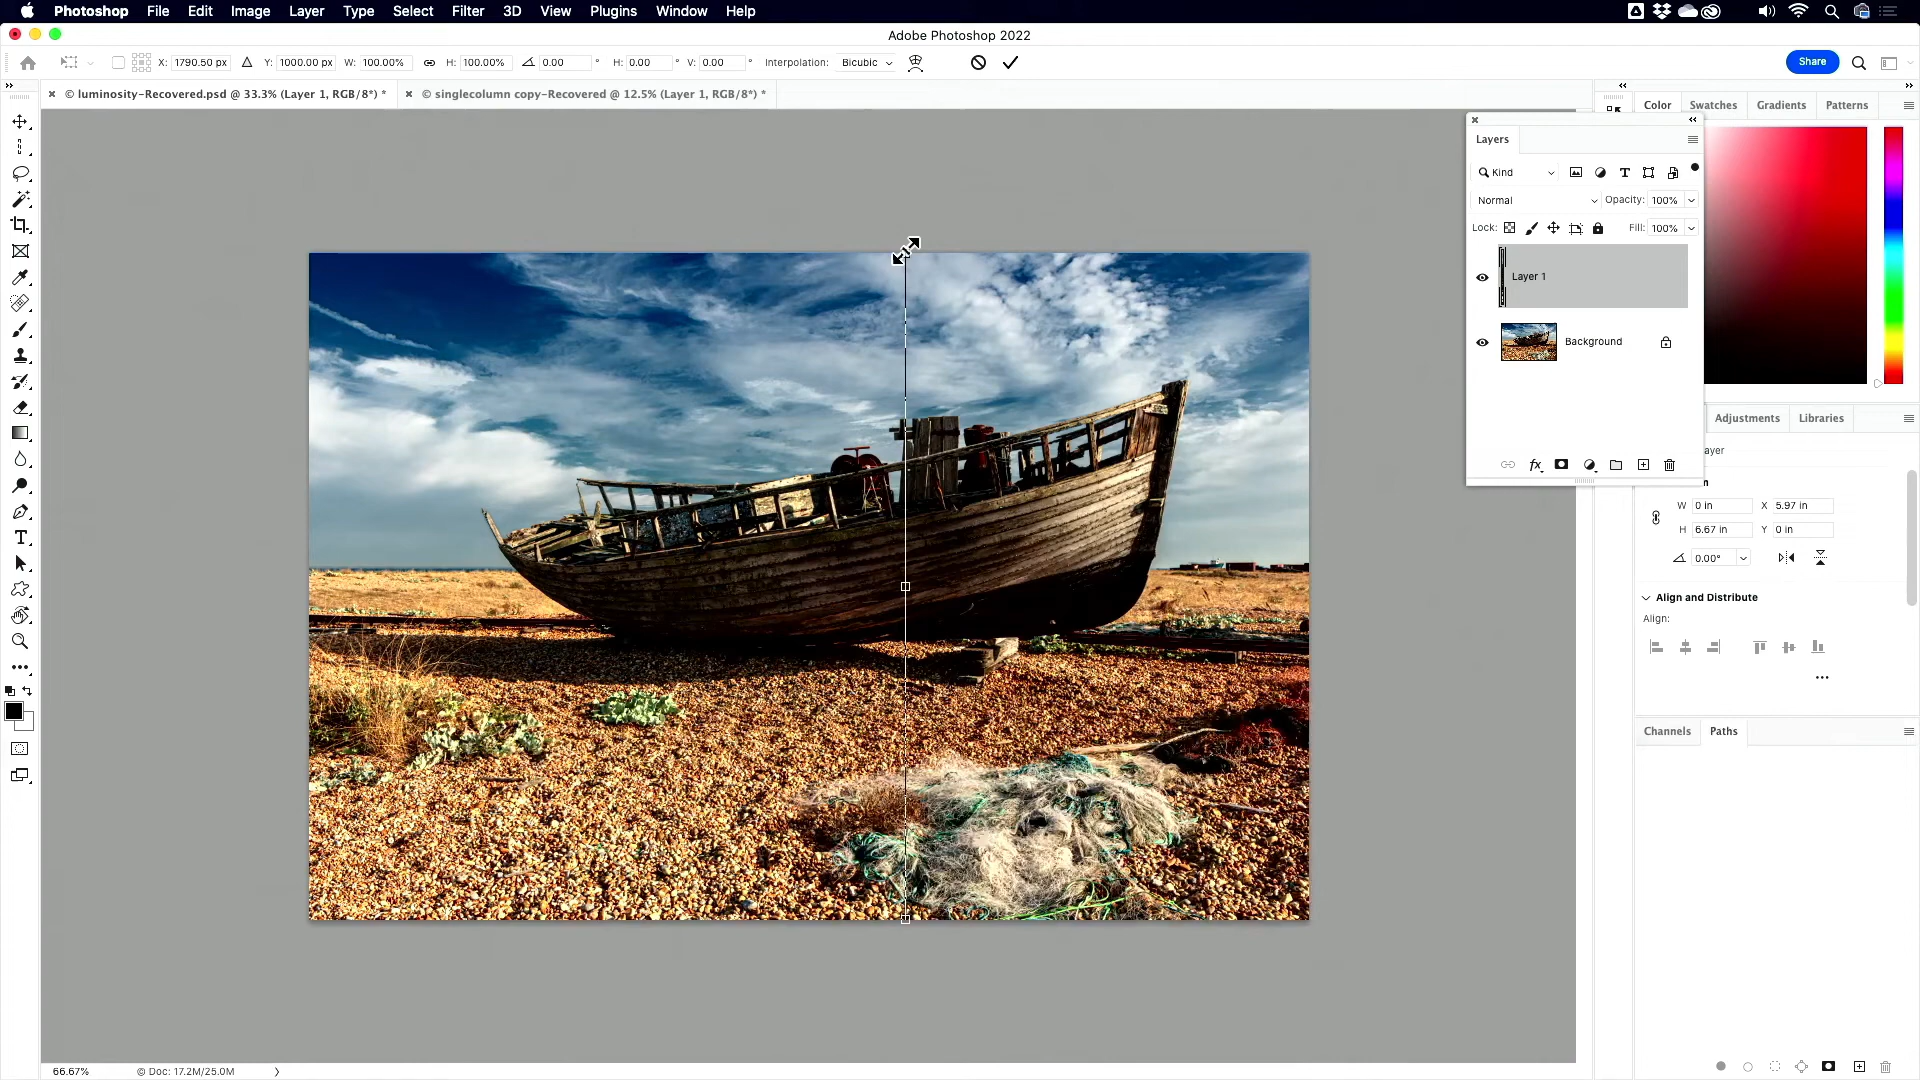 Photoshop File Edit Image Layer Type Select Filter 3D View Plugins Window Help
Adobe Photoshop 2022
X: 1790.50 px Y: 1000.00 px W: 100.00% H: 100.00% 0.00 ° H: 0.00 ° V: 0.00 ° Interpolation: Bicubic Share
© luminosity-Recovered.psd @ 33.3% (Layer 1, RGB/8*) * © singlecolumn copy-Recovered @ 12.5% (Layer 1, RGB/8*) *
Color Swatches Gradients Patterns
Layers
Kind
Normal Opacity: 100%
Lock: Fill: 100%
Layer 1
Background
fx
Adjustments Libraries
ayer
W 0 in X 5.97 in
H 6.67 in Y 0 in
0.00°
Align and Distribute
Align:
Channels Paths
66.67% © Doc: 17.2M/25.0M